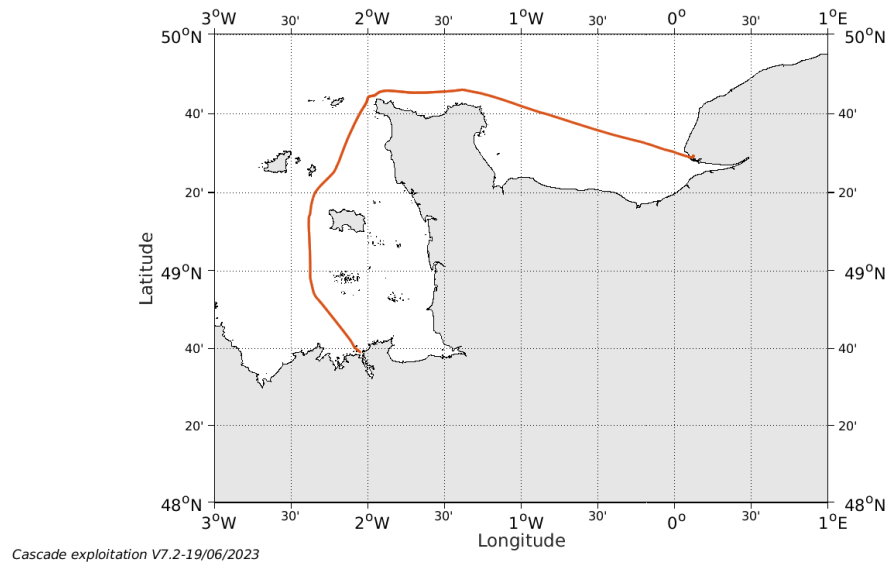 3°W 30' 2°W 30' 1°W 30' 0° 30' 1°E
50°N 50°N
40' 40'
20' 20'
49°N 49°N
40' 40'
20' 20'
48°N 48°N
3°W 30' 2°W 30' 1°W 30' 0° 30' 1°E
Latitude
Longitude
Cascade exploitation V7.2-19/06/2023